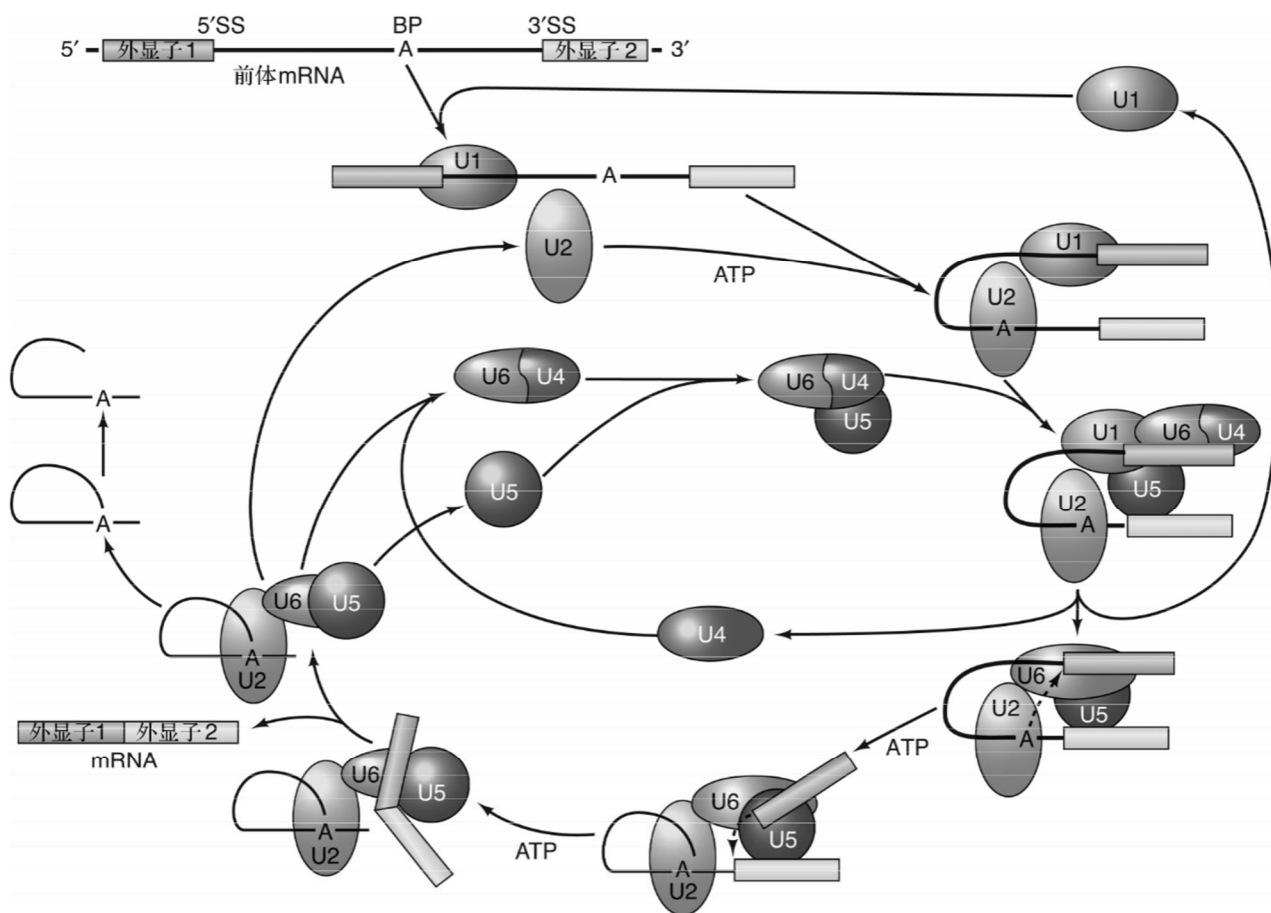 5′SS BP 3′SS
5′ 外显子1 A 外显子2 3′
前体mRNA
U1
U1
A
U2
ATP
U1
U2
A
U6 U4
U6 U4
U5
A
U1 U6 U4
U5
U2
A
U5
A
U6 U5
A
U2
U4
U6
U2 U5
A
外显子1 外显子2
mRNA
ATP
U6 U5
A
U2
ATP
U6
U5
A
U2